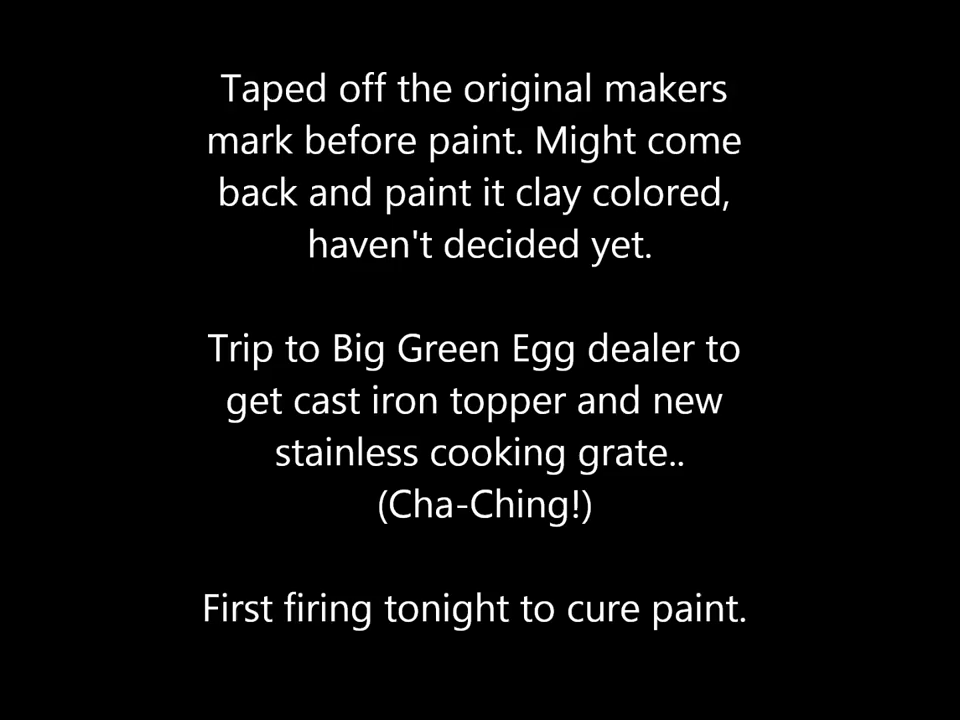 Taped off the original makers
mark before paint. Might come
back and paint it clay colored,
haven't decided yet.
Trip to Big Green Egg dealer to
get cast iron topper and new
stainless cooking grate..
(Cha-Ching!)
First firing tonight to cure paint.